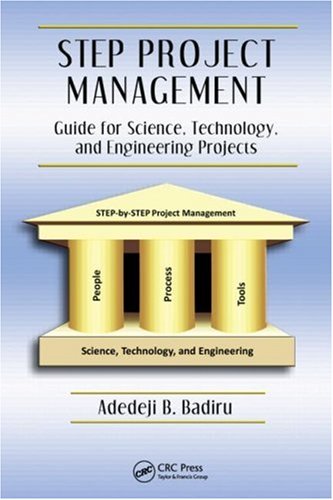 STEP PROJECT
MANAGEMENT
Guide for Science, Technology,
and Engineering Projects
STEP-by-STEP Project Management
People
Process
Tools
Science, Technology, and Engineering
Adedeji B. Badiru
CRC Press
Taylor & Francis Group